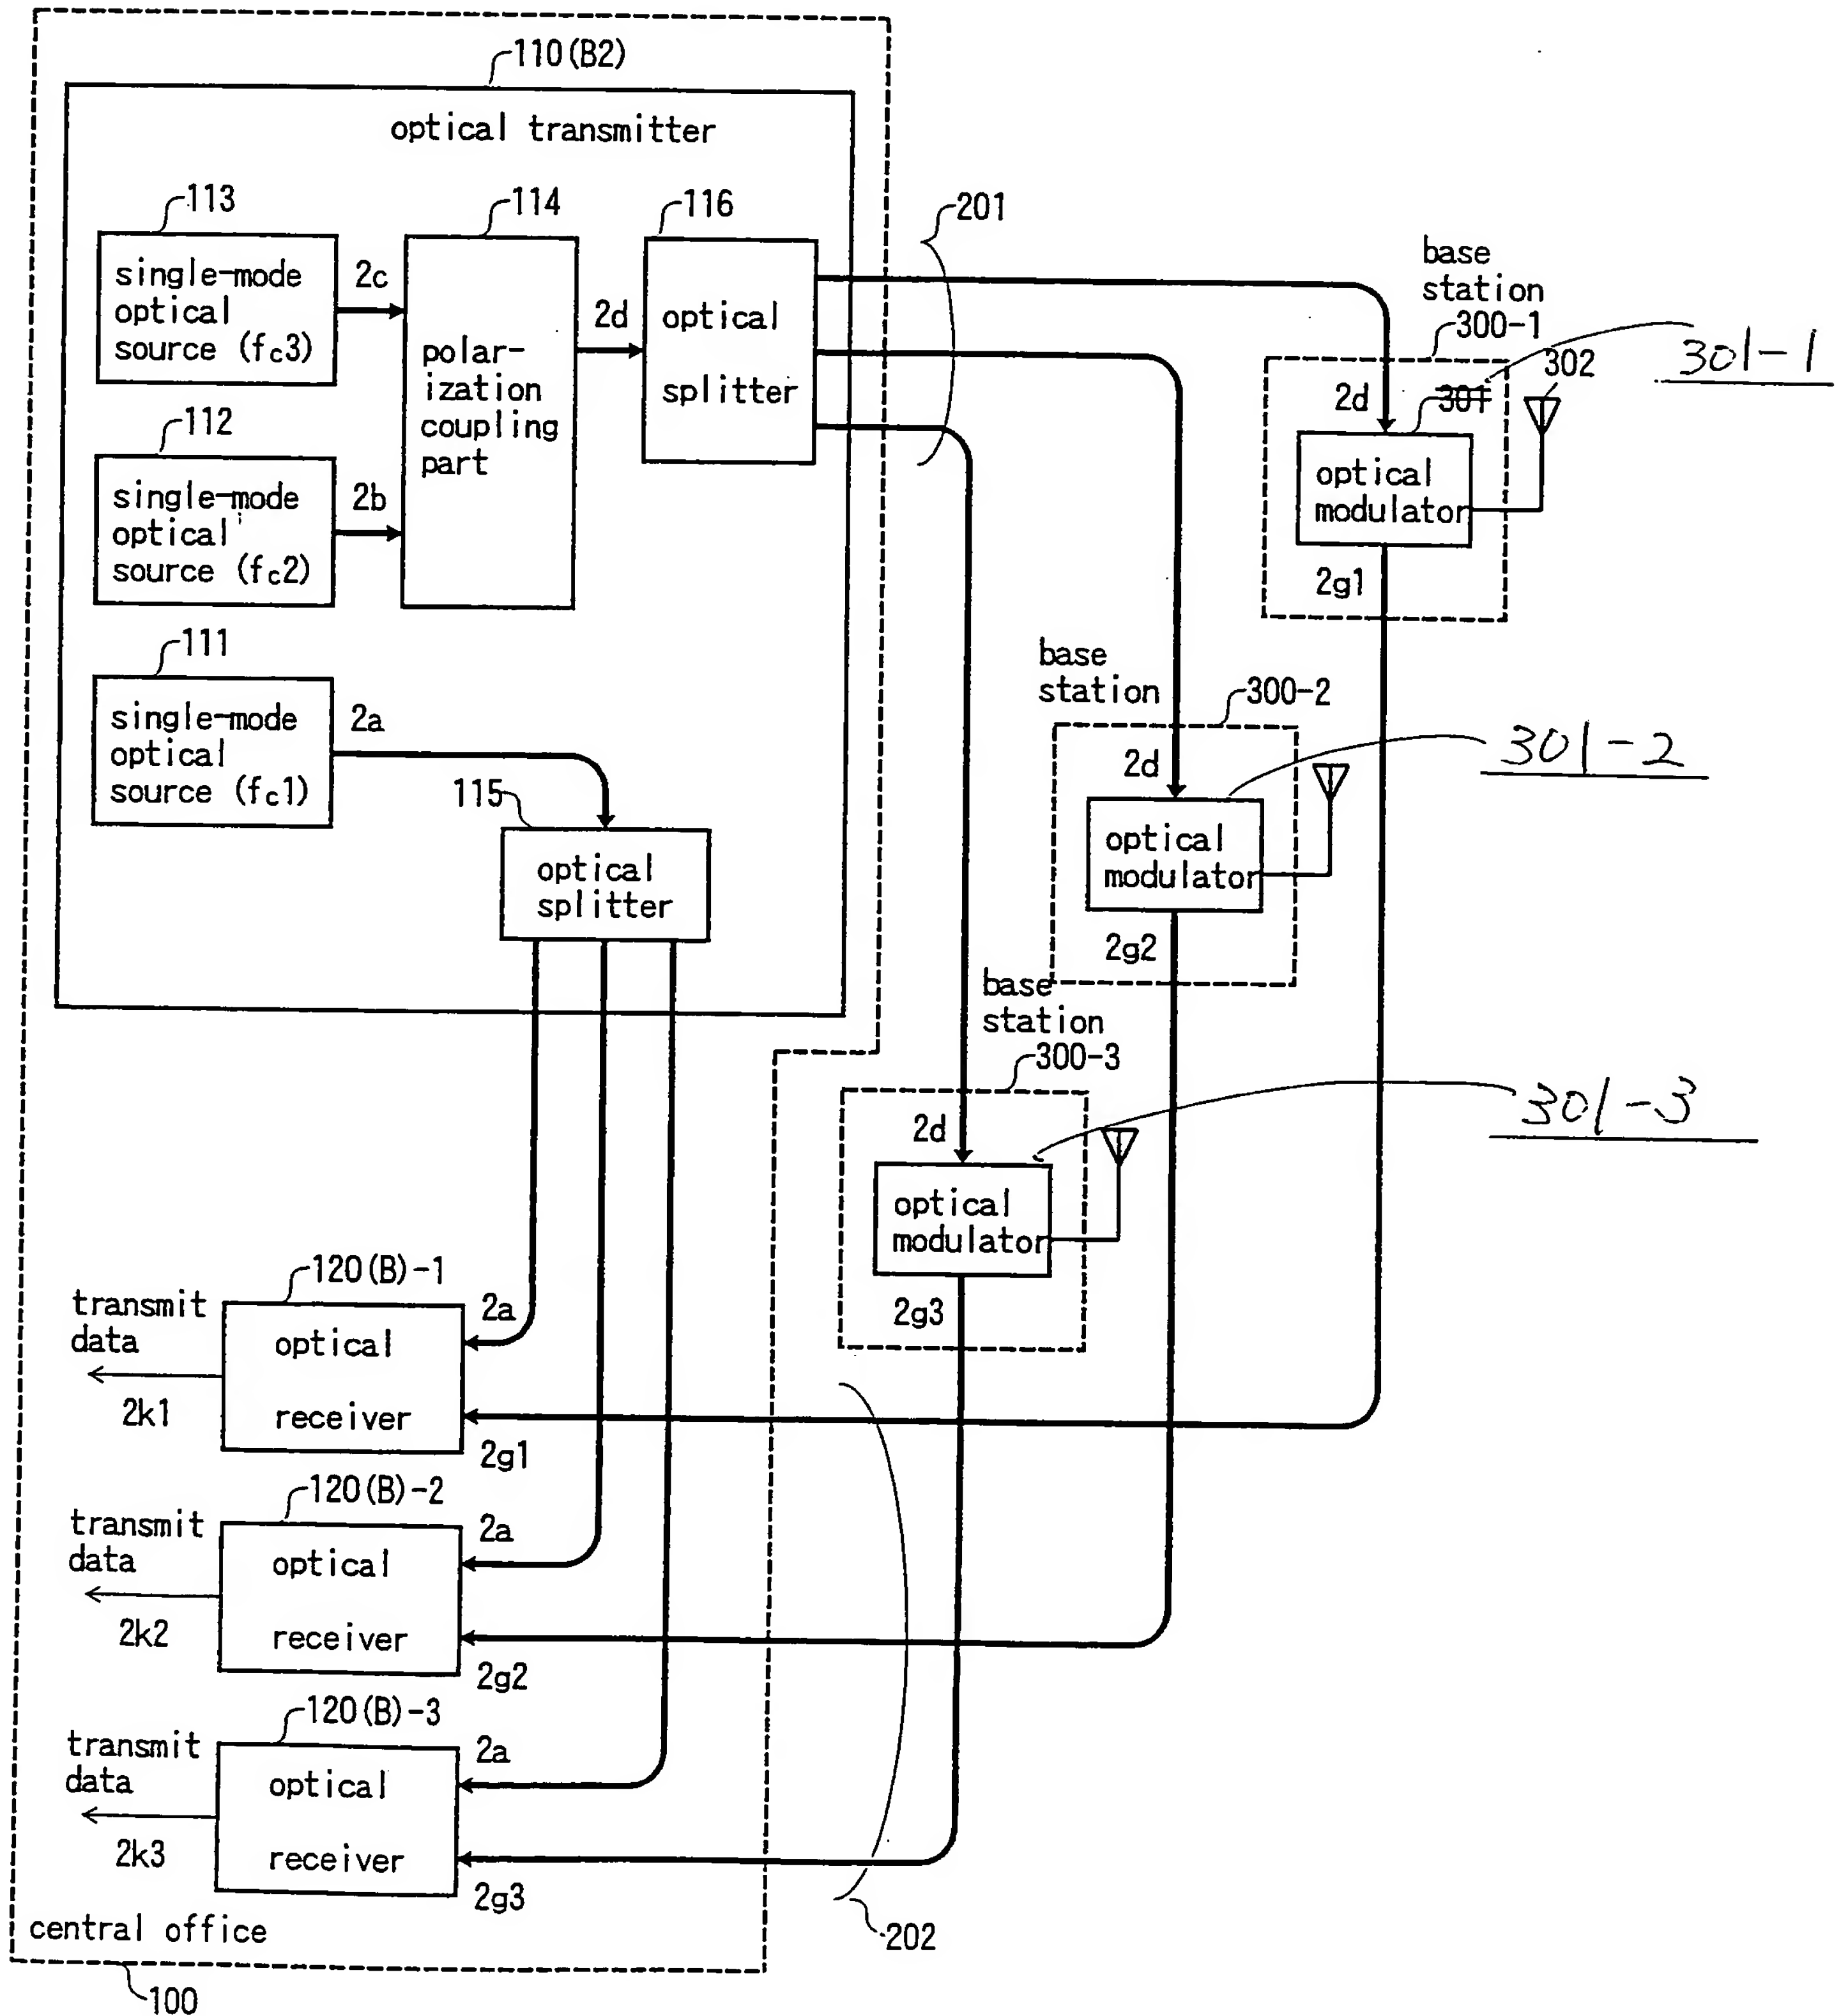 110(B2)
optical transmitter
113
114
116
201
single-mode
optical
source (fc3)
2c
polar-
ization
coupling
part
2d
optical
splitter
112
single-mode
optical
source (fc2)
2b
111
single-mode
optical
source (fc1)
2a
115
optical
splitter
base
station
300-1
301-1
302
2d
301
optical
modulator
2g1
base
station
300-2
301-2
2d
optical
modulator
2g2
base
station
300-3
301-3
2d
optical
modulator
2g3
120(B)-1
transmit
data
2k1
optical
receiver
2a
2g1
120(B)-2
transmit
data
2k2
optical
receiver
2a
2g2
120(B)-3
transmit
data
2k3
optical
receiver
2a
2g3
202
central office
100